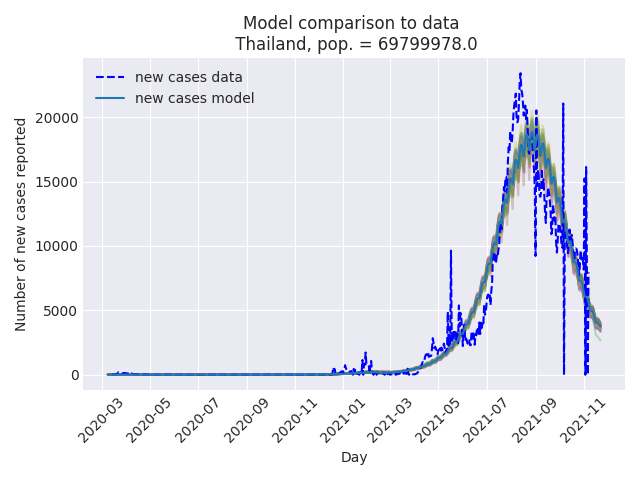 Model comparison to data
Thailand, pop. = 69799978.0
new cases data
new cases model
Number of new cases reported
20000
15000
10000
5000
0
2020-03
2020-05
2020-07
2020-09
2020-11
2021-01
2021-03
2021-05
2021-07
2021-09
2021-11
Day